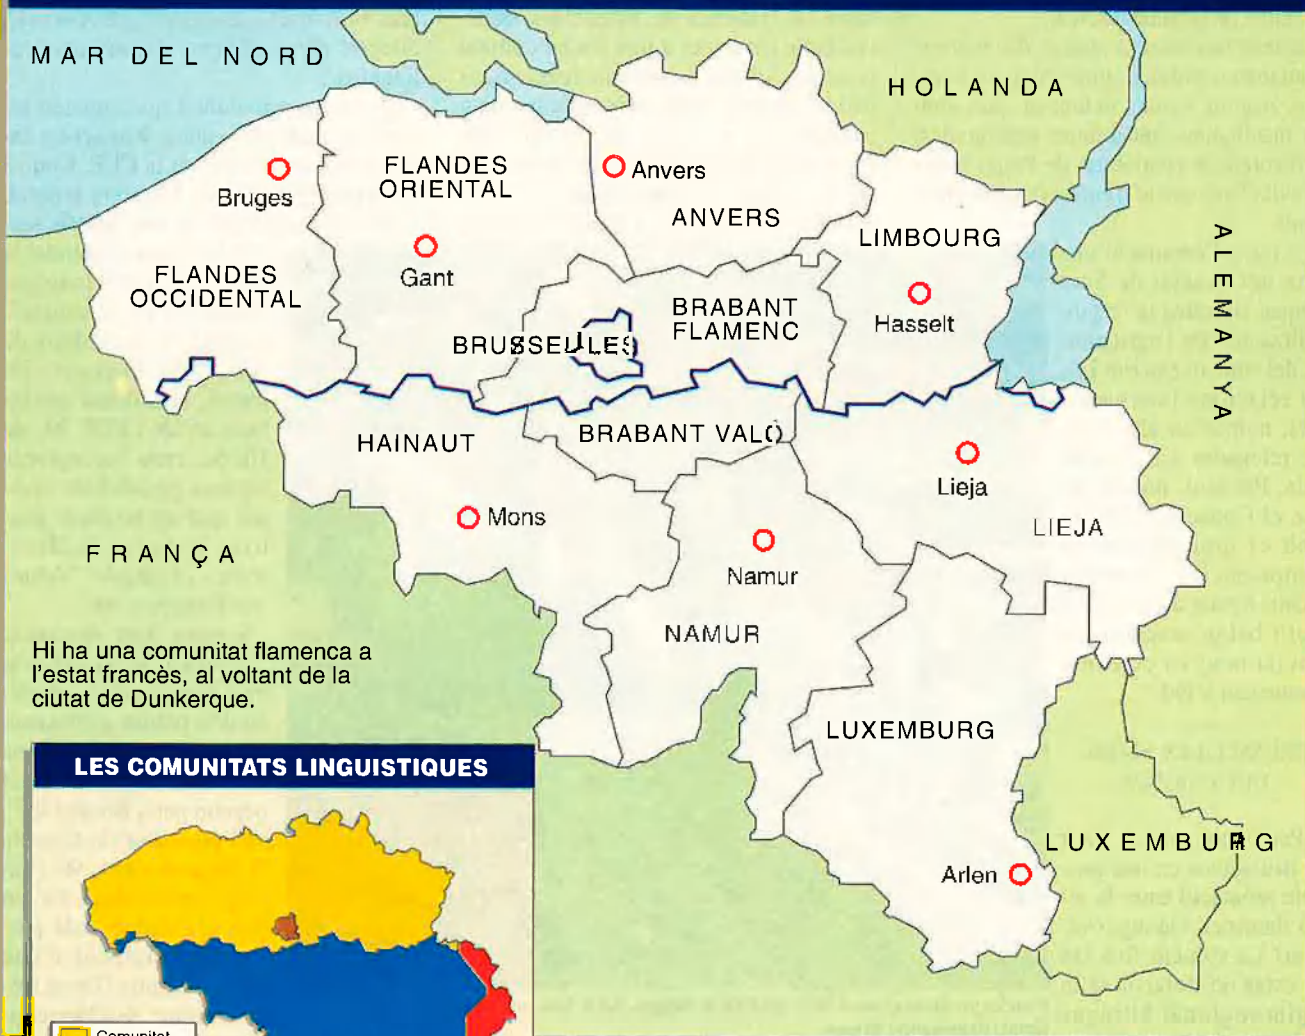 MAR DEL NORD
HOLANDA
FLANDES
ORIENTAL
Anvers
Bruges
ANVERS
LIMBOURG
ALEMANYA
Gant
FLANDES
OCCIDENTAL
BRABANT
FLAMENC
Hasselt
BRUSSEL·LES
HAINAUT
BRABANT VALÓ
Lieja
Mons
LIEJA
FRANÇA
Namur
NAMUR
Hi ha una comunitat flamenca a
l'estat francès, al voltant de la
ciutat de Dunkerque.
LUXEMBURG
LES COMUNITATS LINGUISTIQUES
LUXEMBURG
Arlen
Comunitat